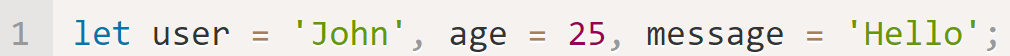 1 let user = 'John', age = 25, message = 'Hello';